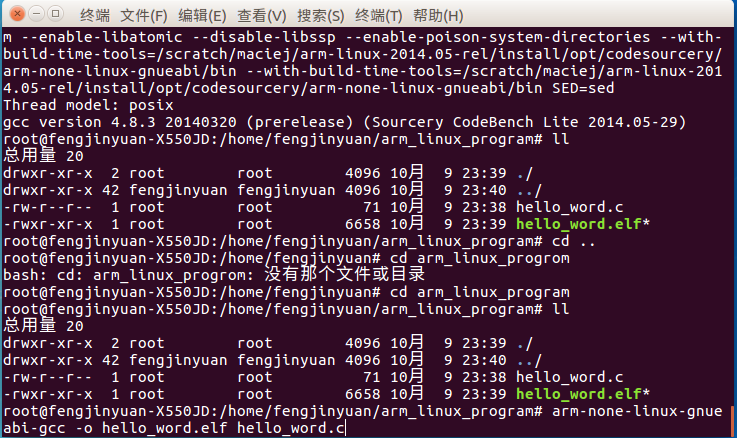 终端 文件(F) 编辑(E) 查看(V) 搜索(S) 终端(T) 帮助(H)
m --enable-libatomic --disable-libssp --enable-poison-system-directories --with-
build-time-tools=/scratch/maciej/arm-linux-2014.05-rel/install/opt/codesourcery/
arm-none-linux-gnueabi/bin --with-build-time-tools=/scratch/maciej/arm-linux-201
4.05-rel/install/opt/codesourcery/arm-none-linux-gnueabi/bin SED=sed
Thread model: posix
gcc version 4.8.3 20140320 (prerelease) (Sourcery CodeBench Lite 2014.05-29)
root@fengjinyuan-X550JD:/home/fengjinyuan/arm_linux_program# ll
总用量 20
drwxr-xr-x  2 root        root        4096 10月  9 23:39 ./
drwxr-xr-x 42 fengjinyuan fengjinyuan 4096 10月  9 23:40 ../
-rw-r--r--  1 root        root          71 10月  9 23:38 hello_word.c
-rwxr-xr-x  1 root        root        6658 10月  9 23:39 hello_word.elf*
root@fengjinyuan-X550JD:/home/fengjinyuan/arm_linux_program# cd ..
root@fengjinyuan-X550JD:/home/fengjinyuan# cd arm_linux_progrom
bash: cd: arm_linux_progrom: 没有那个文件或目录
root@fengjinyuan-X550JD:/home/fengjinyuan# cd arm_linux_program
root@fengjinyuan-X550JD:/home/fengjinyuan/arm_linux_program# ll
总用量 20
drwxr-xr-x  2 root        root        4096 10月  9 23:39 ./
drwxr-xr-x 42 fengjinyuan fengjinyuan 4096 10月  9 23:40 ../
-rw-r--r--  1 root        root          71 10月  9 23:38 hello_word.c
-rwxr-xr-x  1 root        root        6658 10月  9 23:39 hello_word.elf*
root@fengjinyuan-X550JD:/home/fengjinyuan/arm_linux_program# arm-none-linux-gnue
abi-gcc -o hello_word.elf hello_word.c